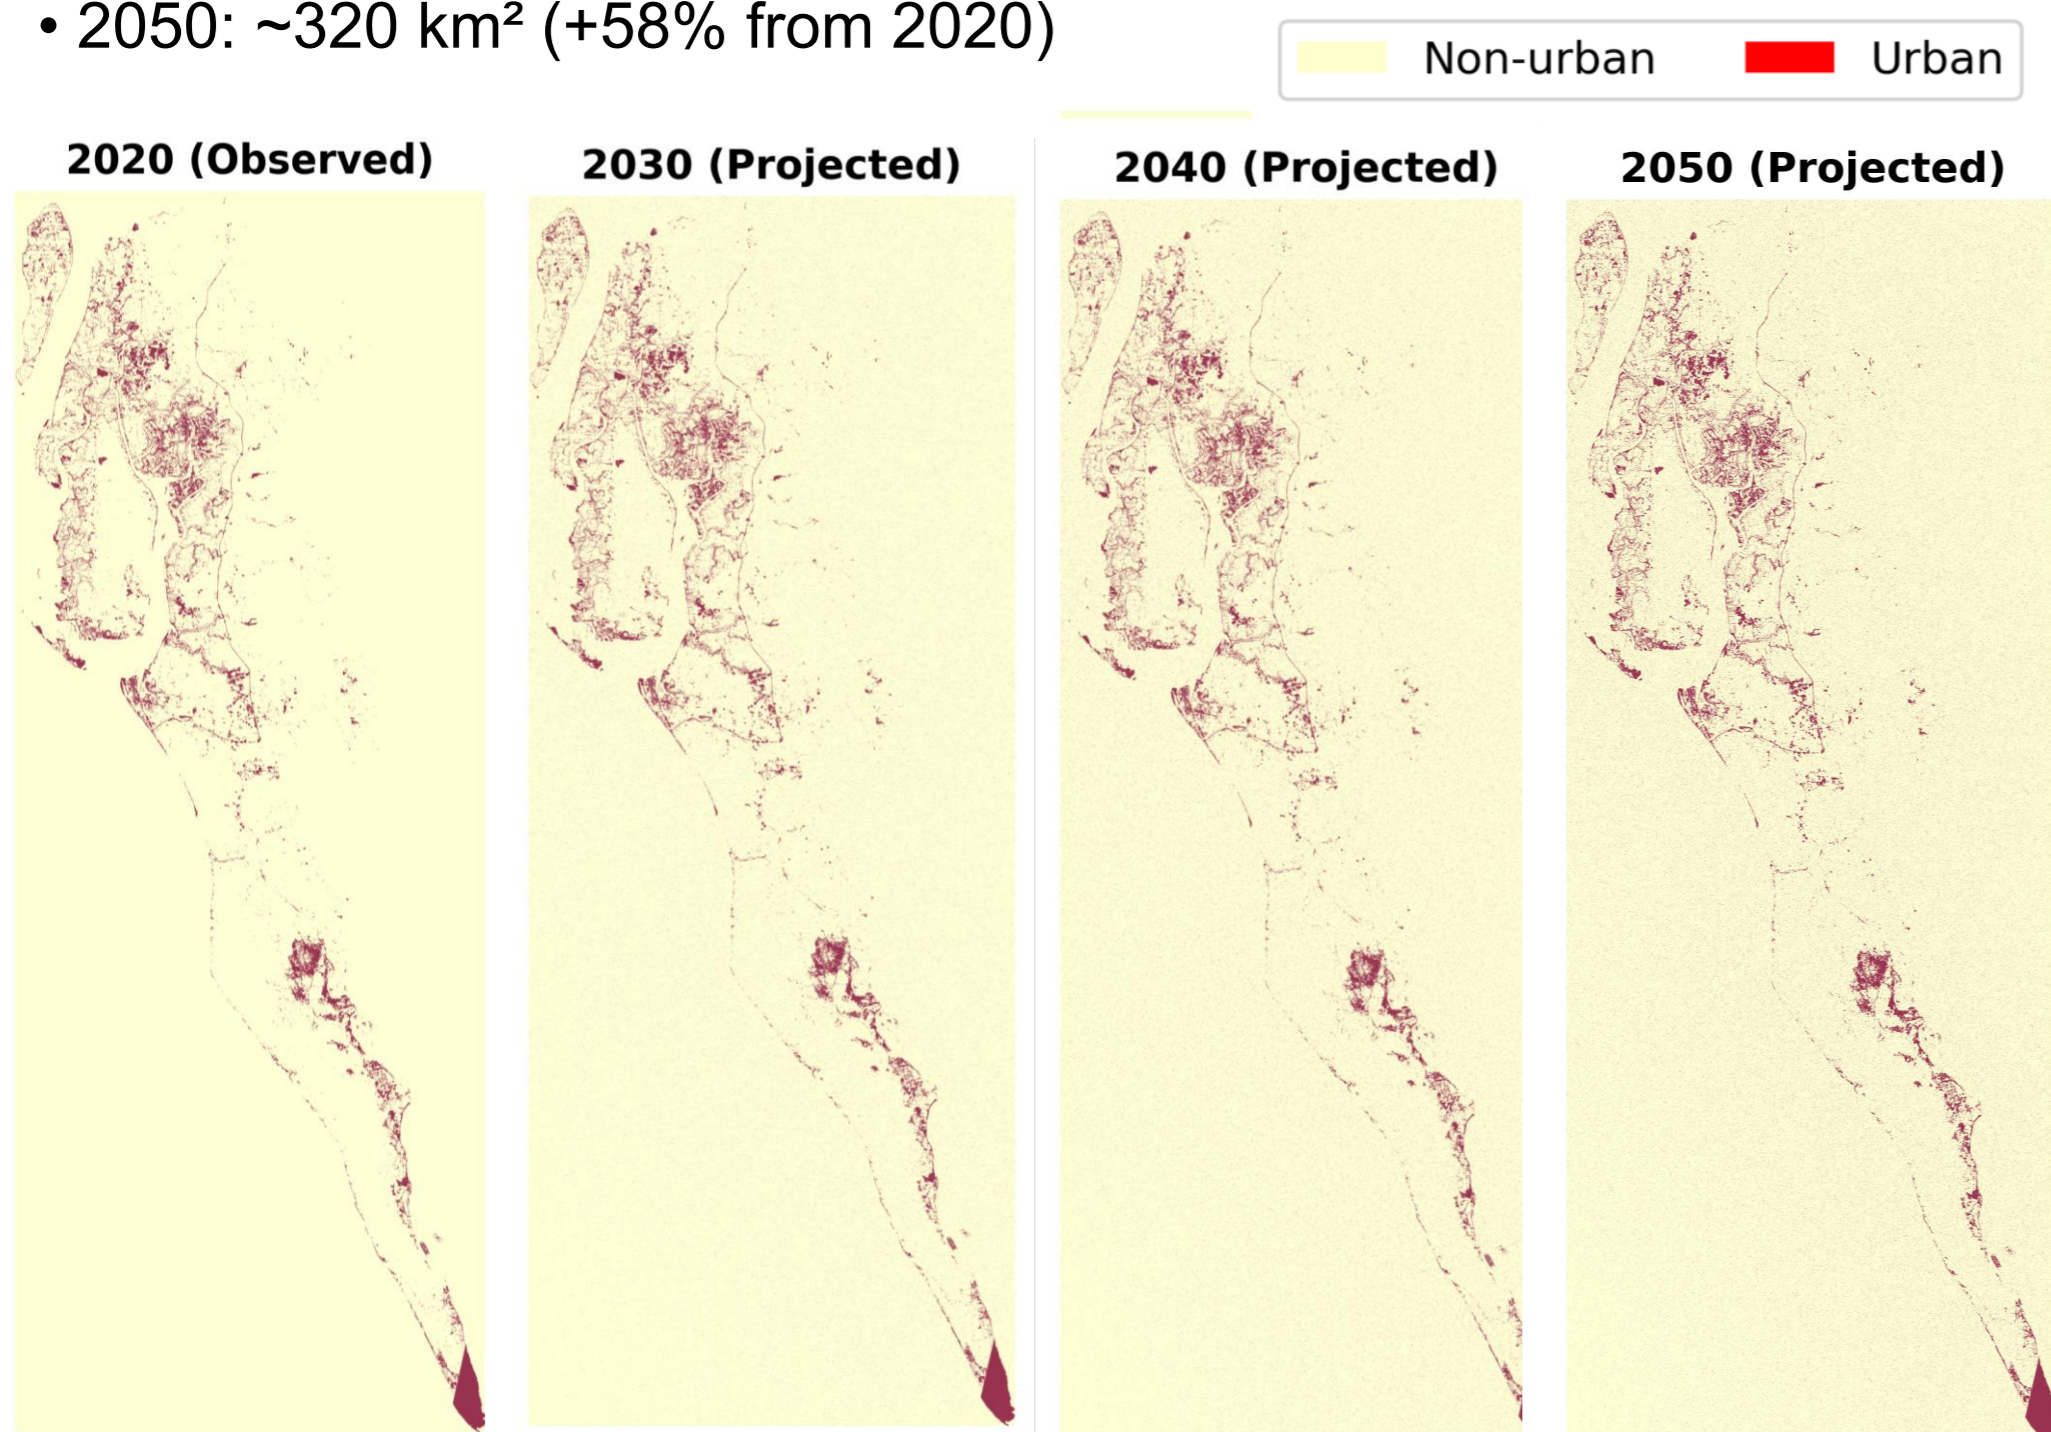 • 2050: ~320 km² (+58% from 2020)
Non-urban Urban
2020 (Observed) 2030 (Projected) 2040 (Projected) 2050 (Projected)